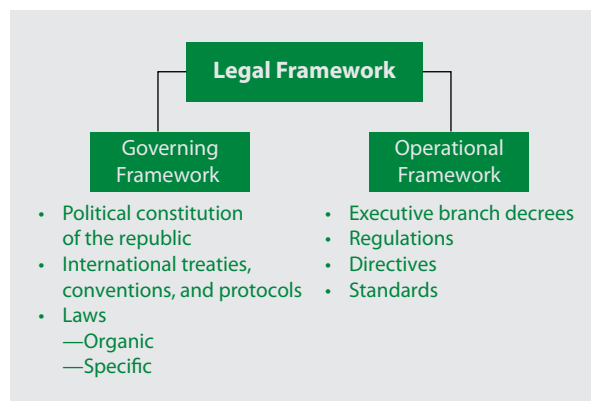 Legal Framework
Governing
Framework
• Political constitution
of the republic
• International treaties,
conventions, and protocols
• Laws
—Organic
—Specific
Operational
Framework
• Executive branch decrees
• Regulations
• Directives
• Standards